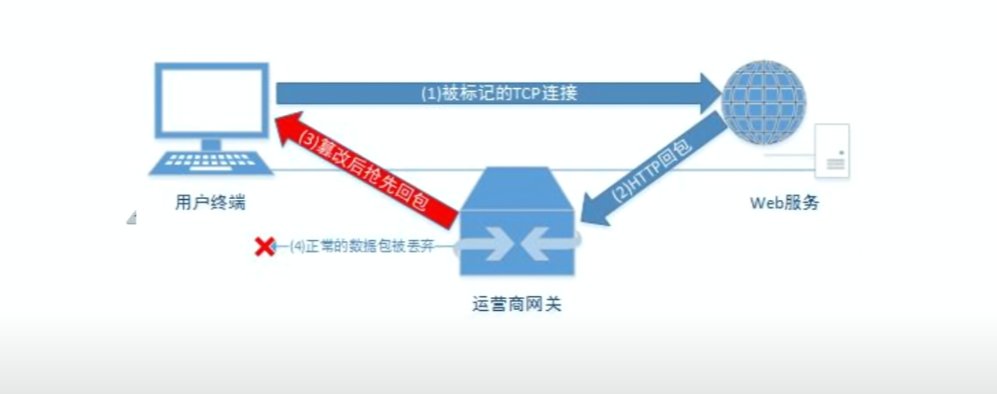 (1)被标记的TCP连接
(3)篡改后抢先回包
(2)HTTP回包
用户终端
Web服务
(4)正常的数据包被丢弃
运营商网关